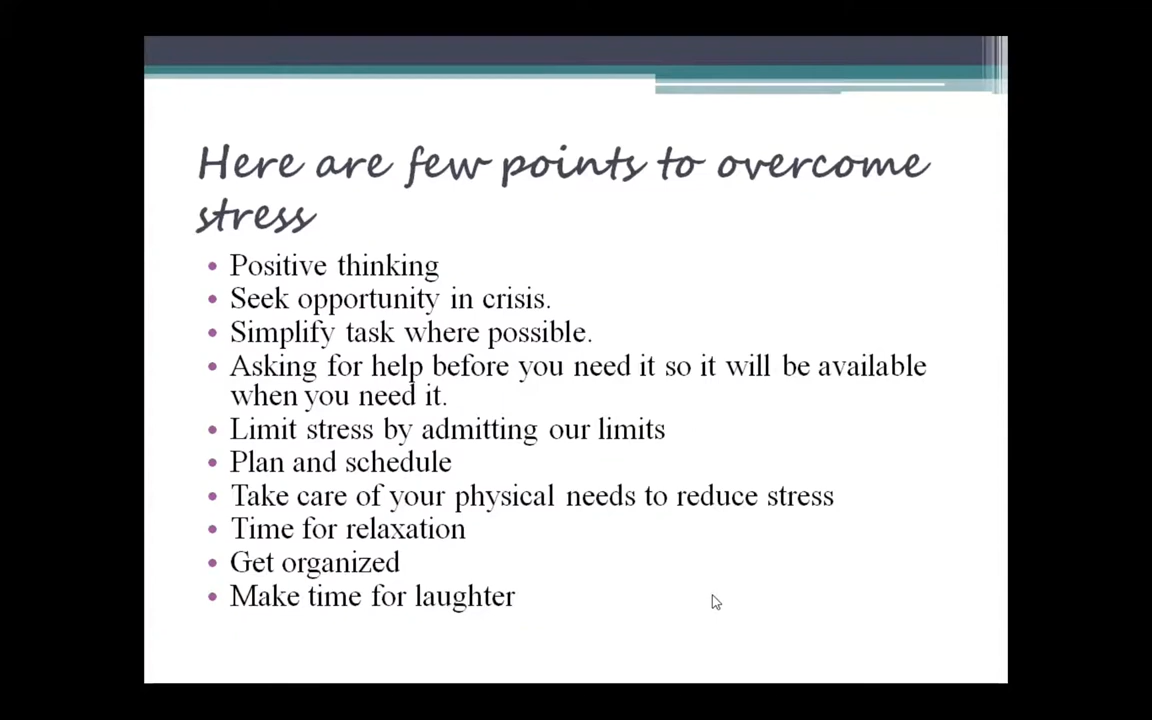 Here are few points to overcome
stress
• Positive thinking
• Seek opportunity in crisis.
• Simplify task where possible.
• Asking for help before you need it so it will be available
when you need it.
• Limit stress by admitting our limits
• Plan and schedule
• Take care of your physical needs to reduce stress
• Time for relaxation
• Get organized
• Make time for laughter